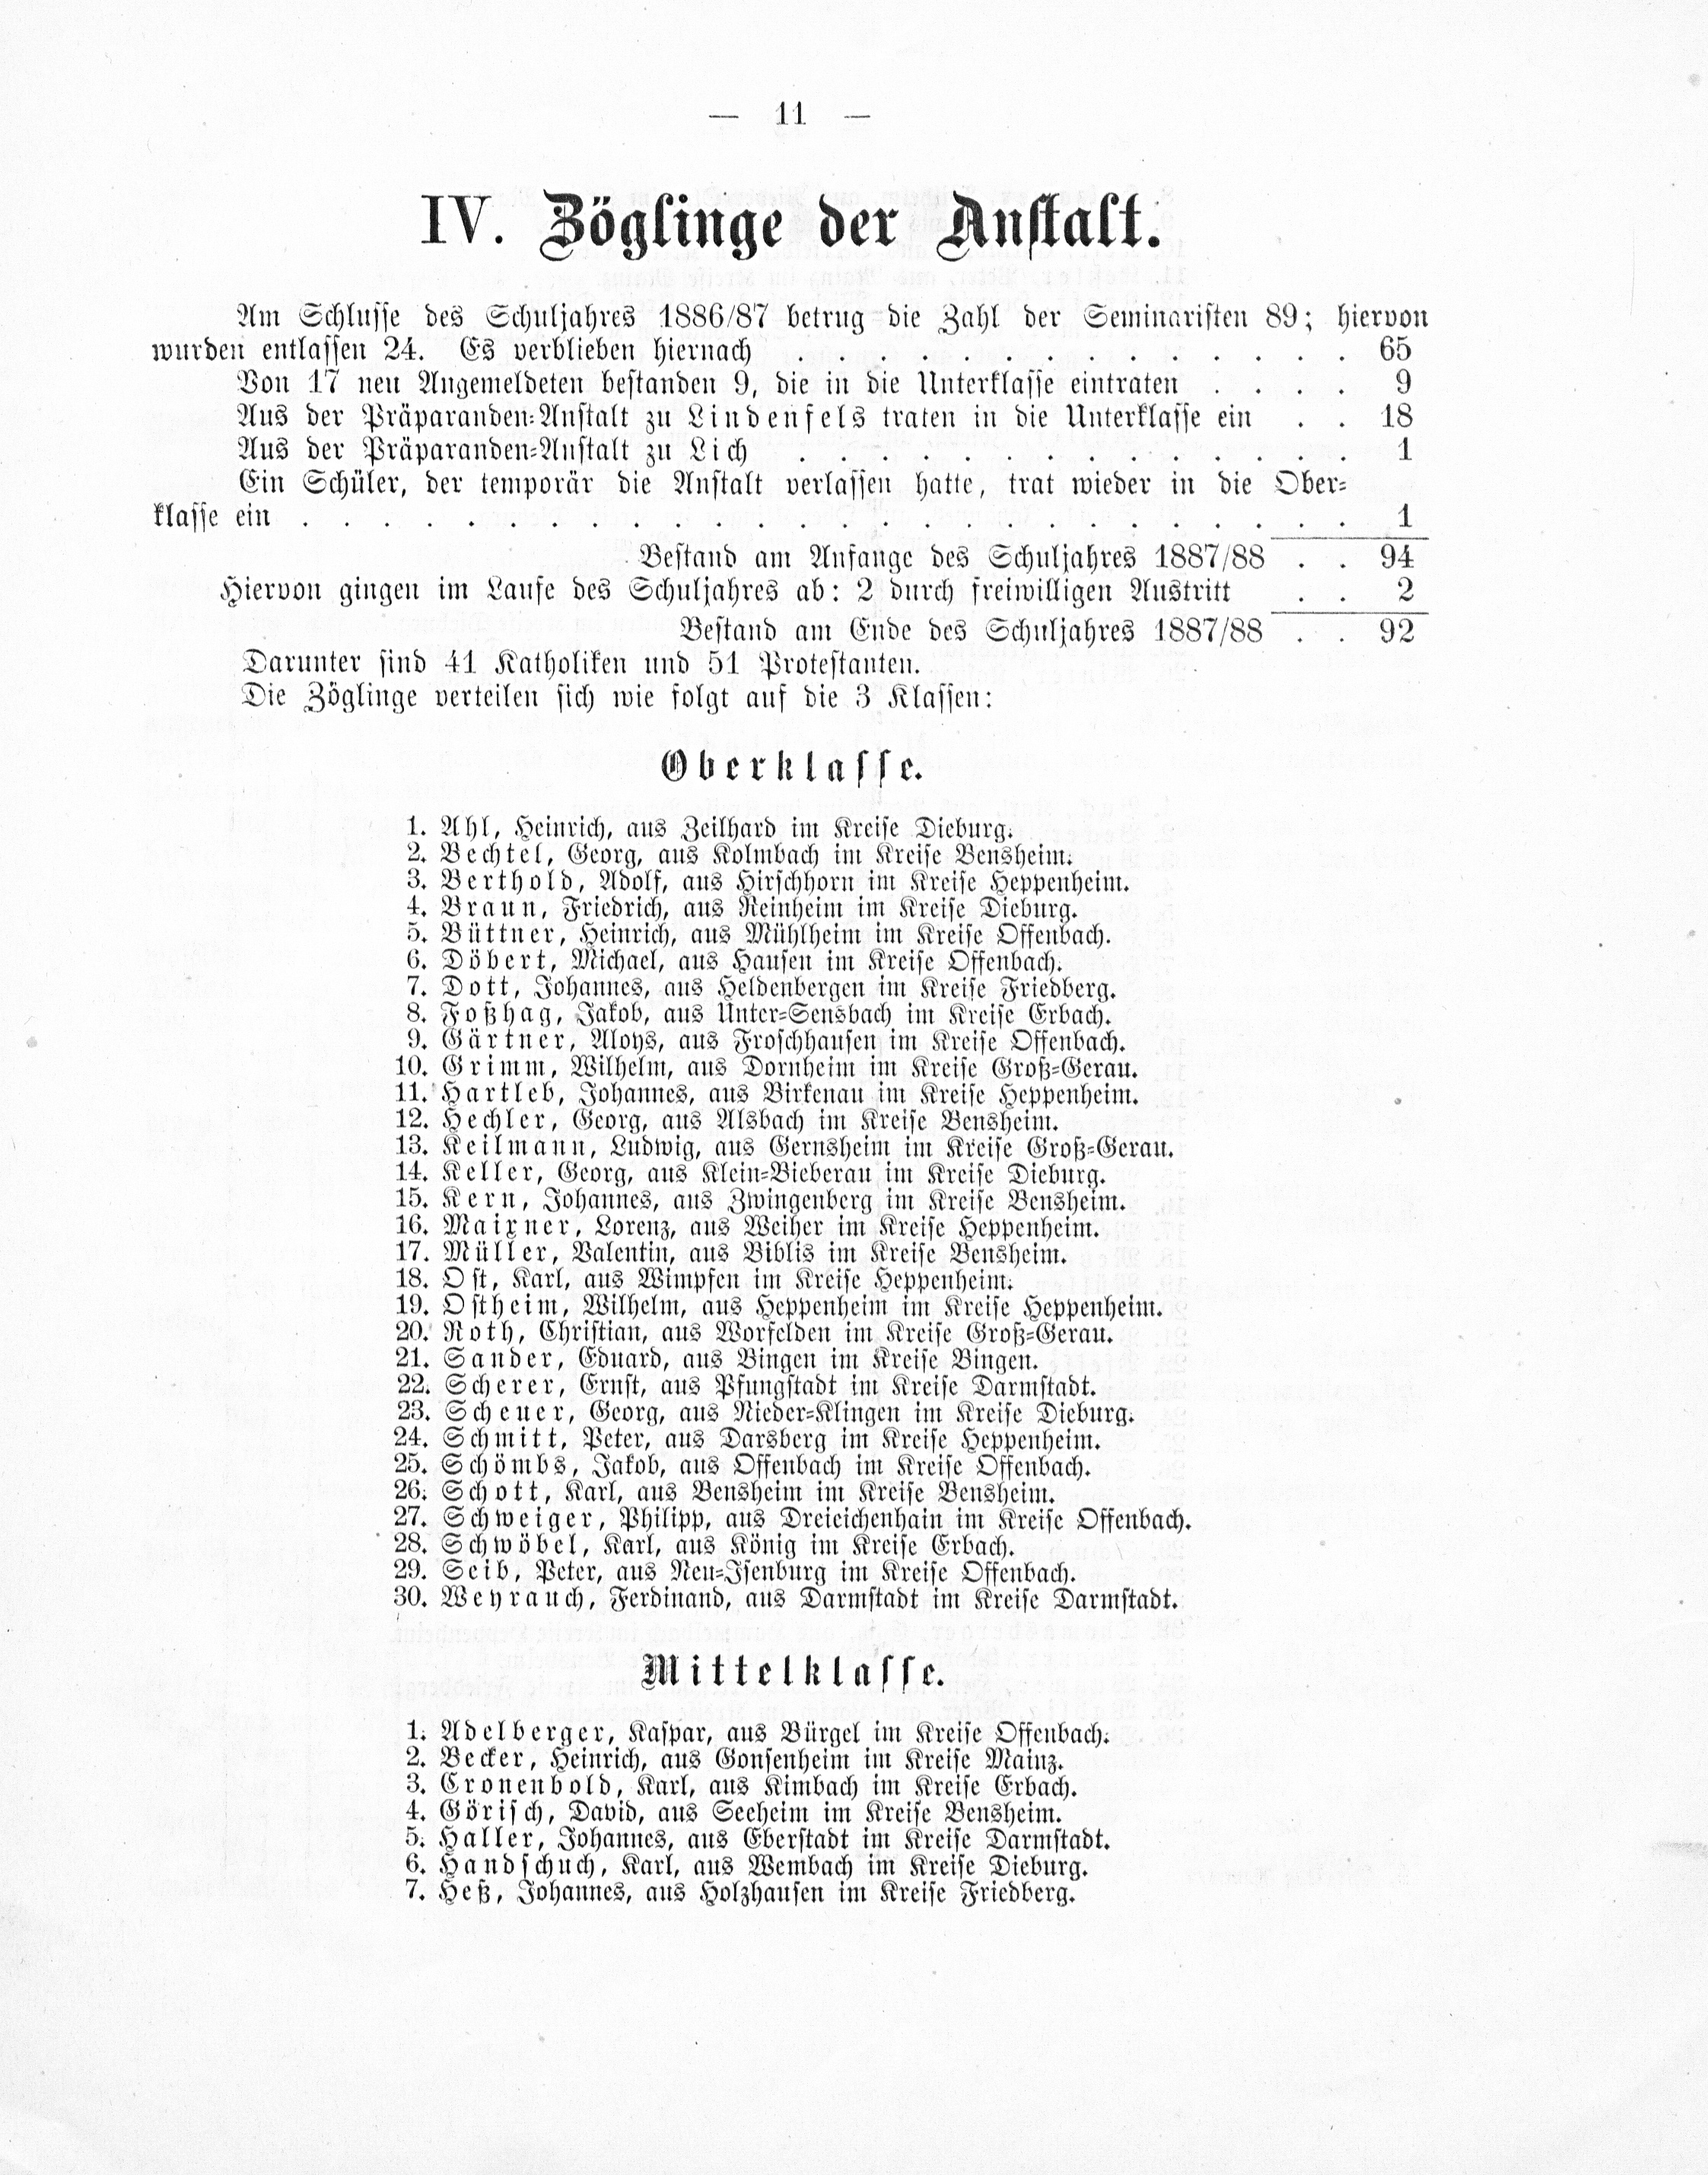 — 11 —
IV. Zöglinge der Anstalt.
Am Schlusse des Schuljahres 1886/87 betrug die Zahl der Seminaristen 89; hiervon
wurden entlassen 24. Es verblieben hiernach . . . . . . . . . . . . . . 65
Von 17 neu Angemeldeten bestanden 9, die in die Unterklasse eintraten . . . . 9
Aus der Präparanden-Anstalt zu Lindenfels traten in die Unterklasse ein . . 18
Aus der Präparanden-Anstalt zu Lich . . . . . . . . . . . . . . 1
Ein Schüler, der temporär die Anstalt verlassen hatte, trat wieder in die Ober-
klasse ein . . . . . . . . . . . . . . . . . . . . . . . . . . 1
Bestand am Anfange des Schuljahres 1887/88 . . 94
Hiervon gingen im Laufe des Schuljahres ab: 2 durch freiwilligen Austritt . . 2
Bestand am Ende des Schuljahres 1887/88 . . 92
Darunter sind 41 Katholiken und 51 Protestanten.
Die Zöglinge verteilen sich wie folgt auf die 3 Klassen:
Oberklasse.
1. Ahl, Heinrich, aus Zeilhard im Kreise Dieburg.
2. Bechtel, Georg, aus Kolmbach im Kreise Bensheim.
3. Berthold, Adolf, aus Hirschhorn im Kreise Heppenheim.
4. Braun, Friedrich, aus Reinheim im Kreise Dieburg.
5. Büttner, Heinrich, aus Mühlheim im Kreise Offenbach.
6. Döbert, Michael, aus Hausen im Kreise Offenbach.
7. Dott, Johannes, aus Heldenbergen im Kreise Friedberg.
8. Foßhag, Jakob, aus Unter-Sensbach im Kreise Erbach.
9. Gärtner, Aloys, aus Froschhausen im Kreise Offenbach.
10. Grimm, Wilhelm, aus Dornheim im Kreise Groß-Gerau.
11. Hartleb, Johannes, aus Birkenau im Kreise Heppenheim.
12. Hechler, Georg, aus Alsbach im Kreise Bensheim.
13. Keilmann, Ludwig, aus Gernsheim im Kreise Groß-Gerau.
14. Keller, Georg, aus Klein-Bieberau im Kreise Dieburg.
15. Kern, Johannes, aus Zwingenberg im Kreise Bensheim.
16. Maixner, Lorenz, aus Weiher im Kreise Heppenheim.
17. Müller, Valentin, aus Biblis im Kreise Bensheim.
18. Ost, Karl, aus Wimpfen im Kreise Heppenheim.
19. Ostheim, Wilhelm, aus Heppenheim im Kreise Heppenheim.
20. Roth, Christian, aus Worfelden im Kreise Groß-Gerau.
21. Sander, Eduard, aus Bingen im Kreise Bingen.
22. Scherer, Ernst, aus Pfungstadt im Kreise Darmstadt.
23. Scheuer, Georg, aus Nieder-Klingen im Kreise Dieburg.
24. Schmitt, Peter, aus Darsberg im Kreise Heppenheim.
25. Schömbs, Jakob, aus Offenbach im Kreise Offenbach.
26. Schott, Karl, aus Bensheim im Kreise Bensheim.
27. Schweiger, Philipp, aus Dreieichenhain im Kreise Offenbach.
28. Schwöbel, Karl, aus König im Kreise Erbach.
29. Seib, Peter, aus Neu-Isenburg im Kreise Offenbach.
30. Weyrauch, Ferdinand, aus Darmstadt im Kreise Darmstadt.
Mittelklasse.
1. Adelberger, Kaspar, aus Bürgel im Kreise Offenbach.
2. Becker, Heinrich, aus Gonsenheim im Kreise Mainz.
3. Cronenbold, Karl, aus Kimbach im Kreise Erbach.
4. Görisch, David, aus Seeheim im Kreise Bensheim.
5. Haller, Johannes, aus Eberstadt im Kreise Darmstadt.
6. Handschuch, Karl, aus Wembach im Kreise Dieburg.
7. Heß, Johannes, aus Holzhausen im Kreise Friedberg.